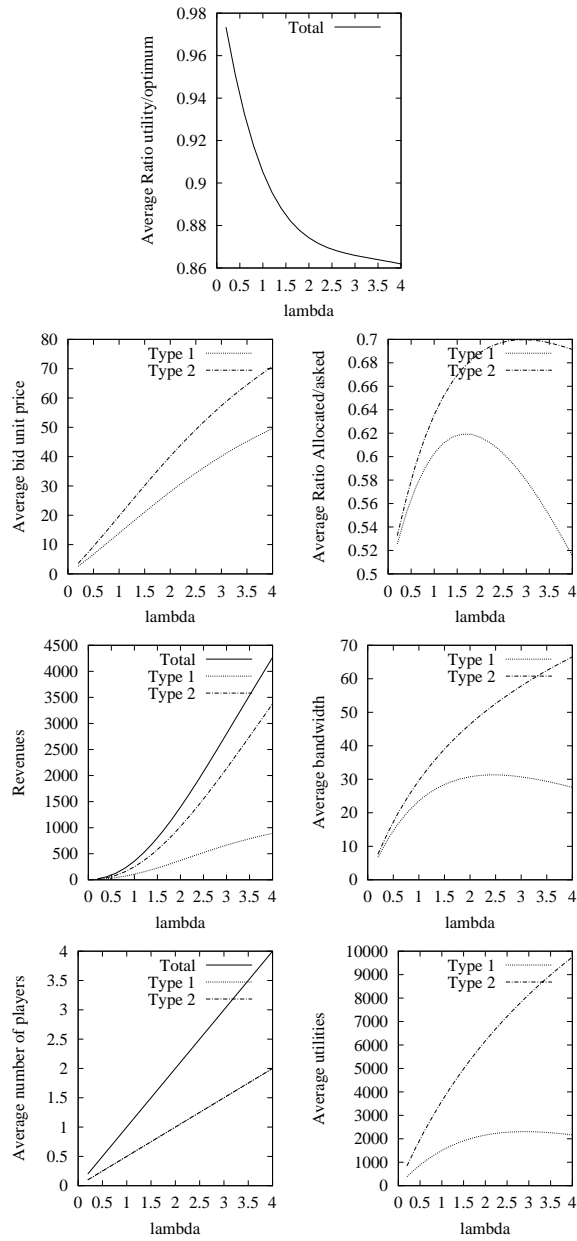 Average Ratio utility/optimum
0.98
0.96
0.94
0.92
0.9
0.88
0.86
Total
0 0.5 1 1.5 2 2.5 3 3.5 4
lambda
Average bid unit price
80
70
60
50
40
30
20
10
0
Type 1
Type 2
0 0.5 1 1.5 2 2.5 3 3.5 4
lambda
Average Ratio Allocated/asked
0.7
0.68
0.66
0.64
0.62
0.6
0.58
0.56
0.54
0.52
0.5
Type 1
Type 2
0 0.5 1 1.5 2 2.5 3 3.5 4
lambda
Revenues
4500
4000
3500
3000
2500
2000
1500
1000
500
0
Total
Type 1
Type 2
0 0.5 1 1.5 2 2.5 3 3.5 4
lambda
Average bandwidth
70
60
50
40
30
20
10
0
Type 1
Type 2
0 0.5 1 1.5 2 2.5 3 3.5 4
lambda
Average number of players
4
3.5
3
2.5
2
1.5
1
0.5
0
Total
Type 1
Type 2
0 0.5 1 1.5 2 2.5 3 3.5 4
lambda
Average utilities
10000
9000
8000
7000
6000
5000
4000
3000
2000
1000
0
Type 1
Type 2
0 0.5 1 1.5 2 2.5 3 3.5 4
lambda